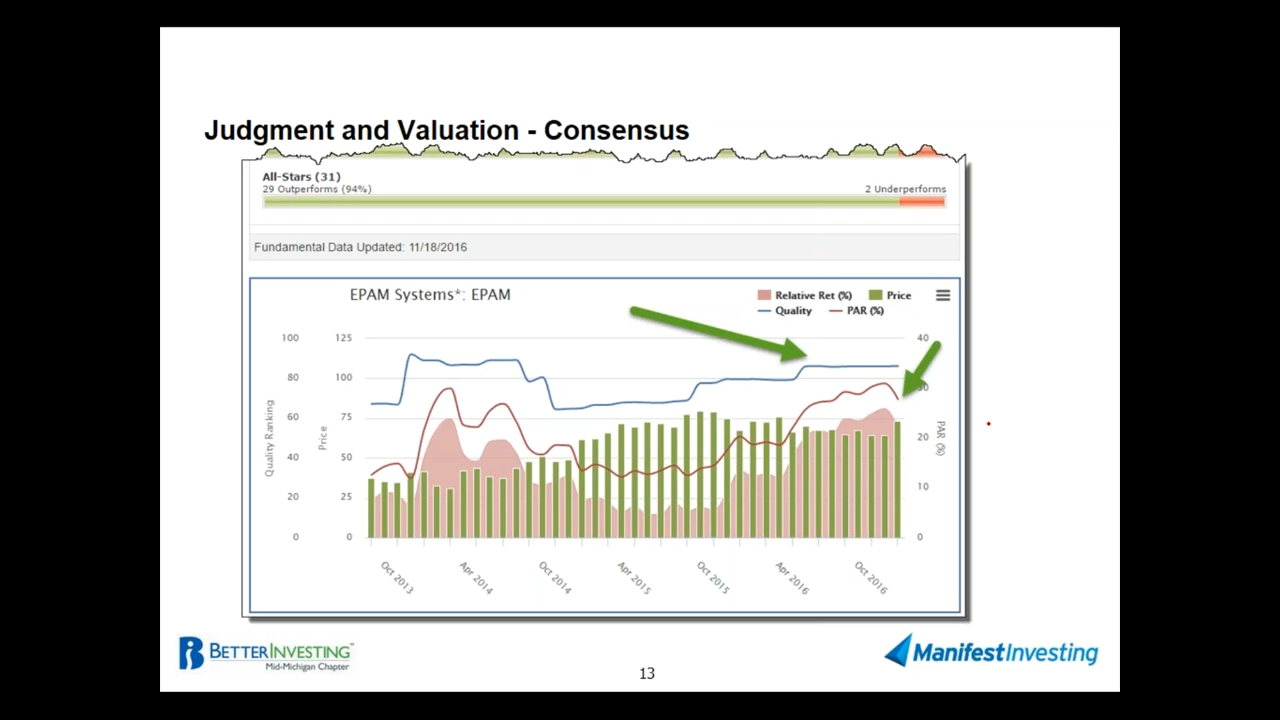 Judgment and Valuation - Consensus
All-Stars (31)
29 Outperforms (94%)
2 Underperforms
Fundamental Data Updated: 11/18/2016
EPAM Systems*: EPAM
Relative Ret (%)
Price
Quality
PAR (%)
100
80
60
40
20
0
Quality Ranking
125
100
75
50
25
0
Price
40
30
20
10
0
PAR (%)
Oct 2013
Apr 2014
Oct 2014
Apr 2015
Oct 2015
Apr 2016
Oct 2016
BETTERINVESTING™
Mid-Michigan Chapter
13
ManifestInvesting